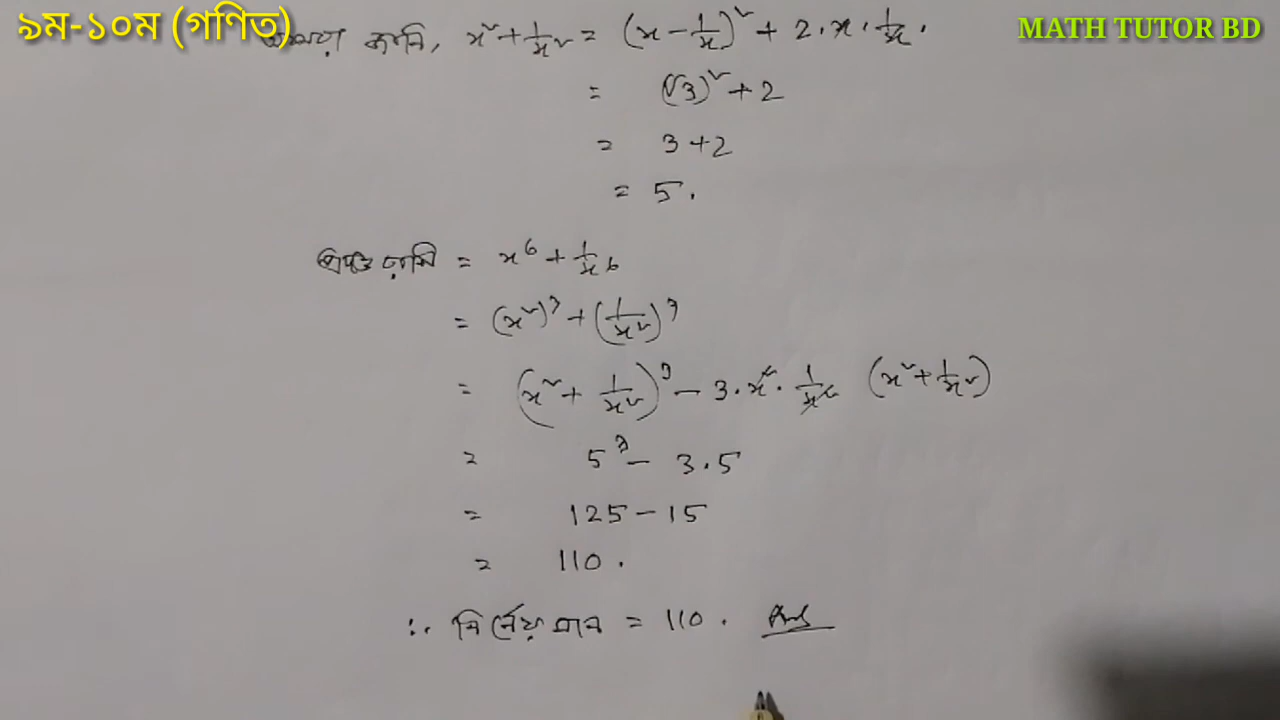 ৯ম-১০ম (গণিত)
MATH TUTOR BD
আমরা জানি, x² + 1/x² = (x - 1/x)² + 2.x.1/x.
= (√3)² + 2
= 3 + 2
= 5.
প্রদত্ত রাশি = x⁶ + 1/x⁶
= (x²)³ + (1/x²)³
= (x² + 1/x²)³ - 3.x².1/x² (x² + 1/x²)
= 5³ - 3.5
= 125 - 15
= 110.
∴ নির্ণেয় মান = 110. Ans